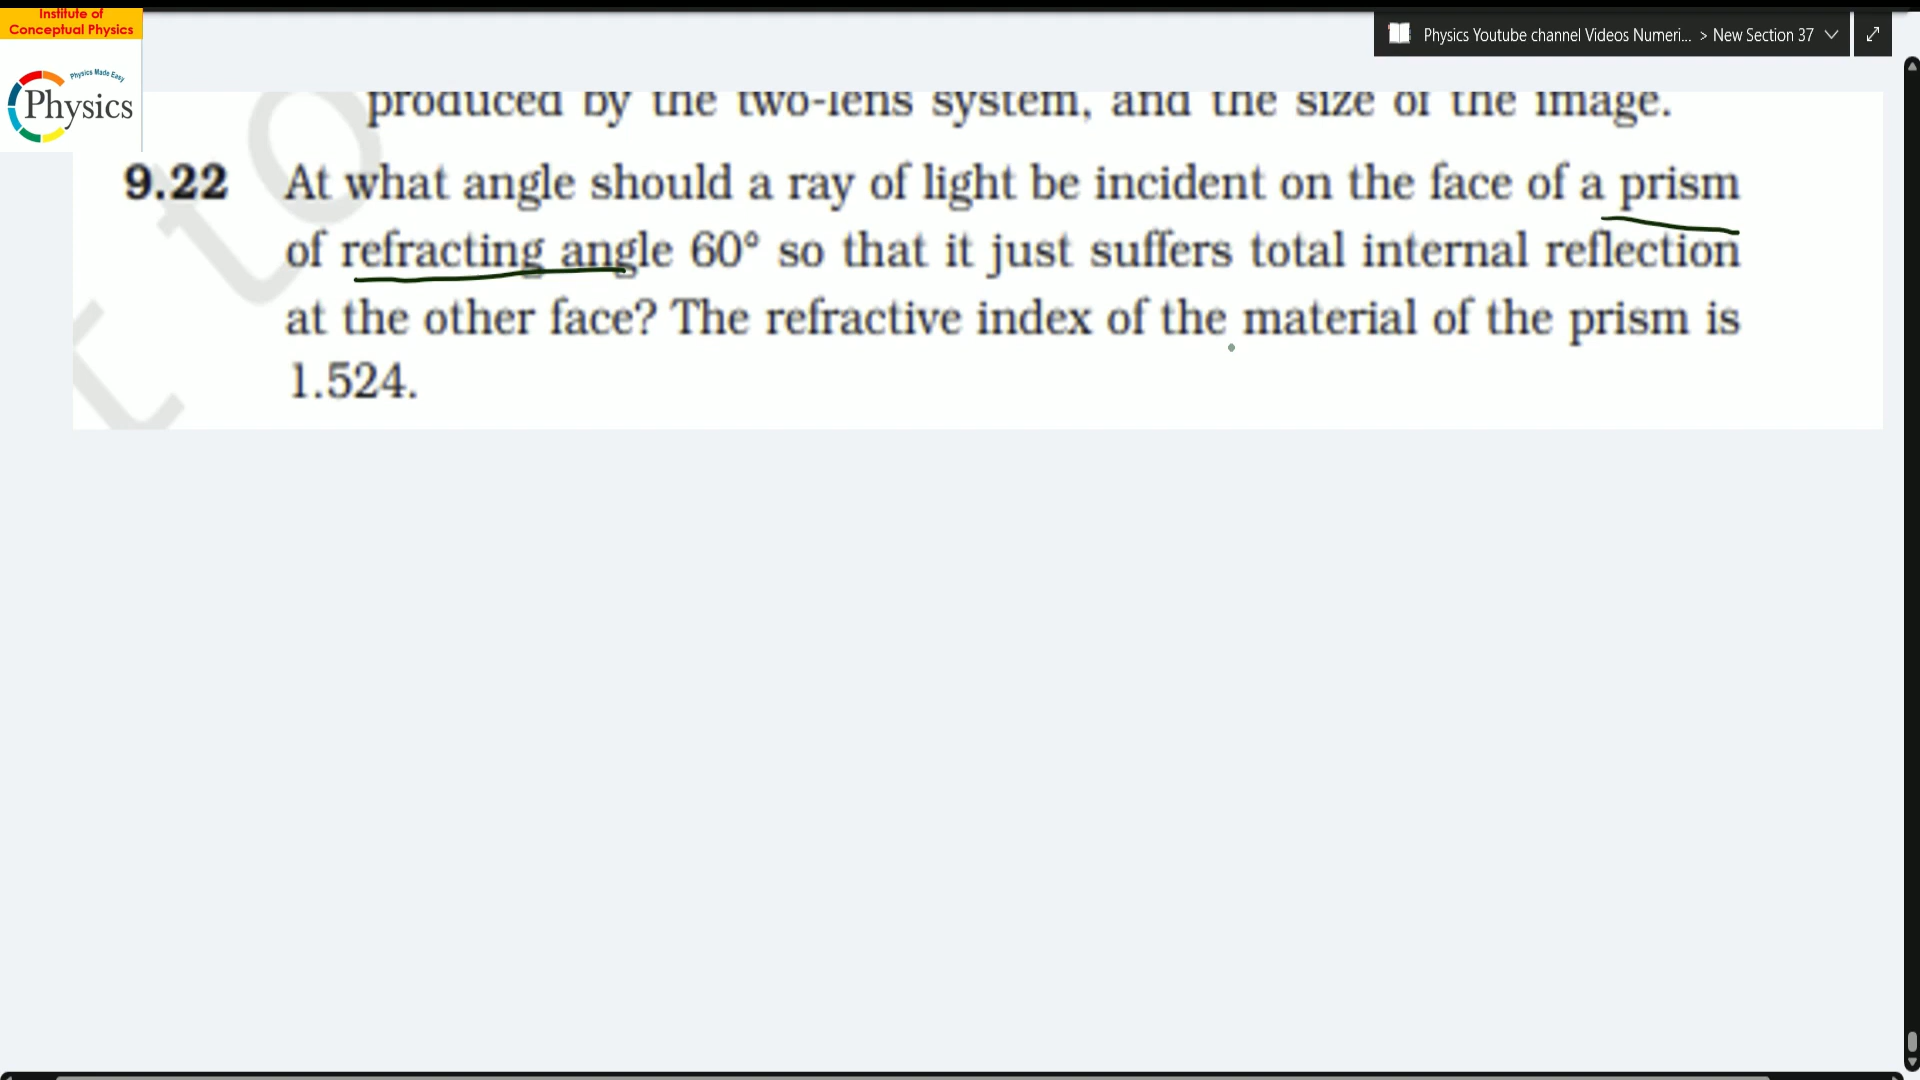 Institute of
Conceptual Physics
Physics Made Easy
Physics
Physics Youtube channel Videos Numeri... > New Section 37
produced by the two-lens system, and the size of the image.
9.22 At what angle should a ray of light be incident on the face of a prism
of refracting angle 60° so that it just suffers total internal reflection
at the other face? The refractive index of the material of the prism is
1.524.